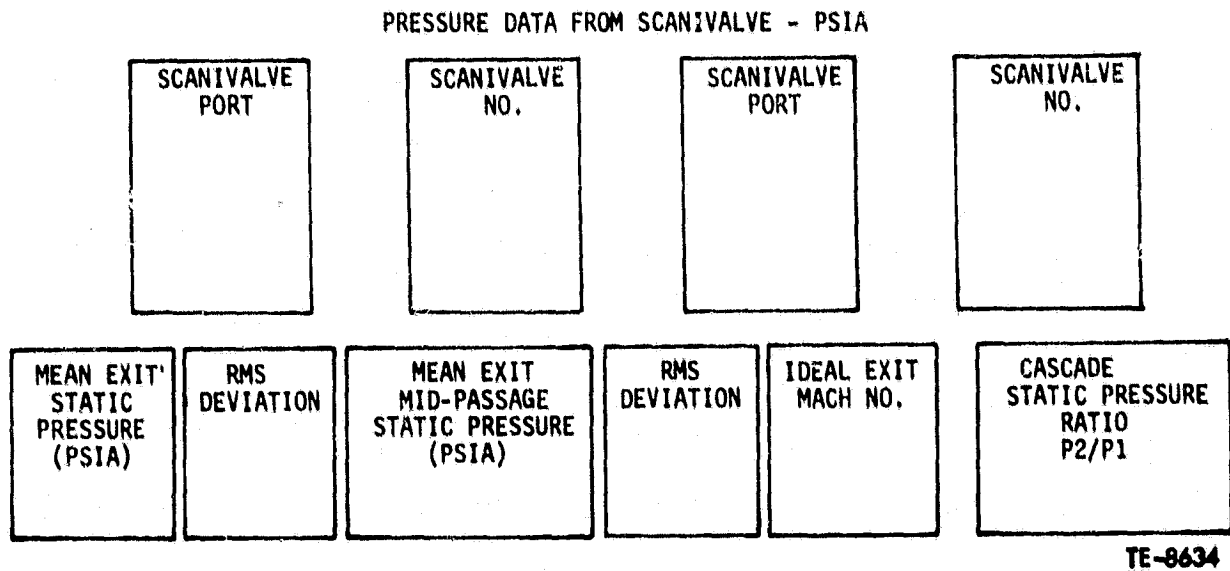 PRESSURE DATA FROM SCANIVALVE - PSIA
SCANIVALVE
PORT
SCANIVALVE
NO.
SCANIVALVE
PORT
SCANIVALVE
NO.
MEAN EXIT
STATIC
PRESSURE
(PSIA)
RMS
DEVIATION
MEAN EXIT
MID-PASSAGE
STATIC PRESSURE
(PSIA)
RMS
DEVIATION
IDEAL EXIT
MACH NO.
CASCADE
STATIC PRESSURE
RATIO
P2/P1
TE-8634